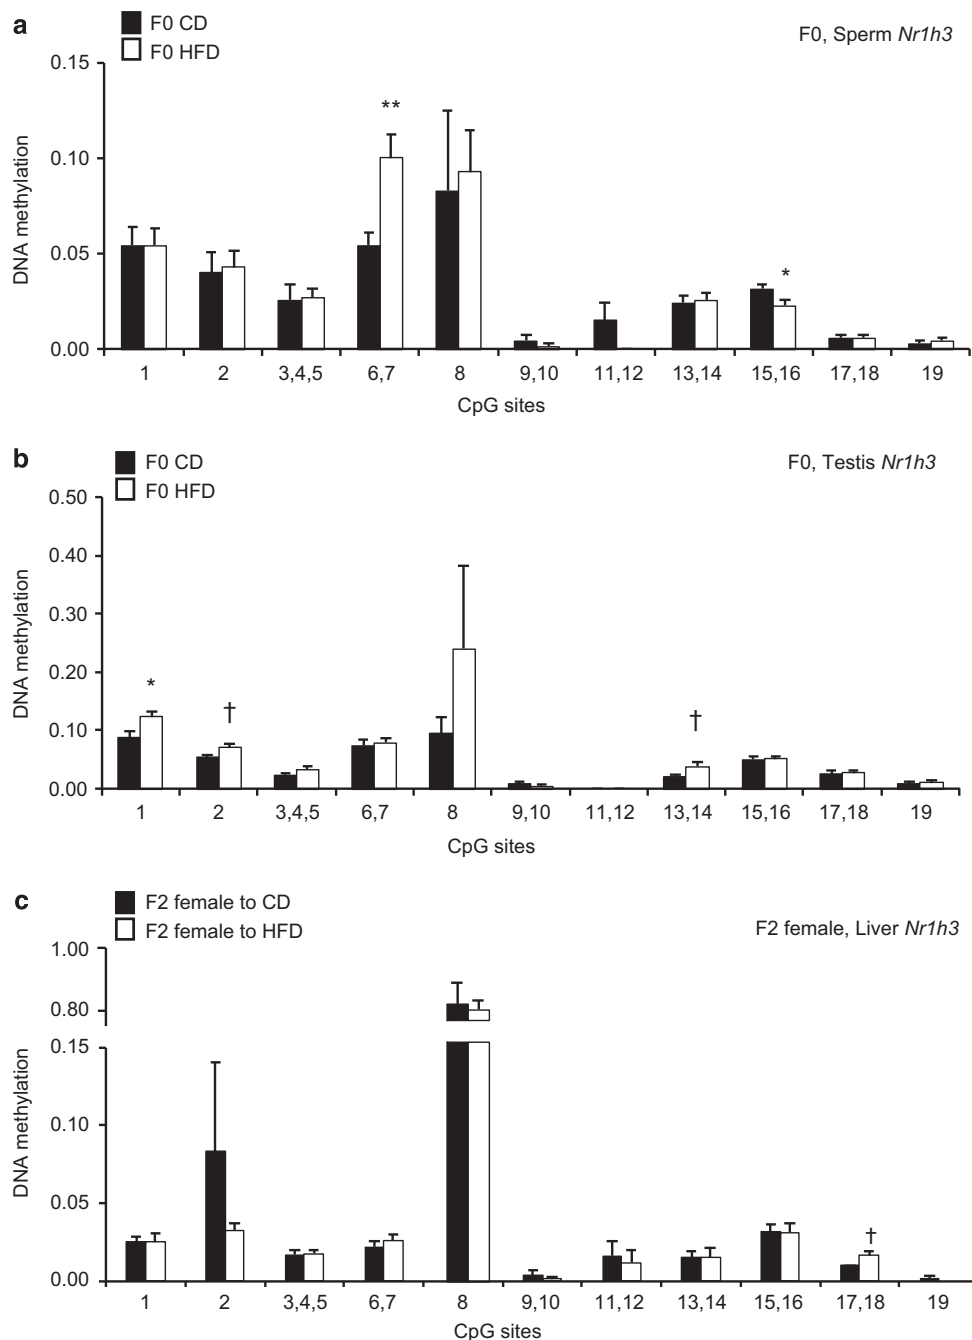 a
F0 CD
F0 HFD
F0, Sperm Nr1h3
0.15
**
0.10
DNA methylation
0.05
*
0.00
1 2 3,4,5 6,7 8 9,10 11,12 13,14 15,16 17,18 19
CpG sites
b
F0 CD
F0 HFD
F0, Testis Nr1h3
0.50
0.40
0.30
DNA methylation
0.20
* † †
0.10
0.00
1 2 3,4,5 6,7 8 9,10 11,12 13,14 15,16 17,18 19
CpG sites
c
F2 female to CD
F2 female to HFD
F2 female, Liver Nr1h3
1.00
0.80
0.15
DNA methylation
0.10
0.05
†
0.00
1 2 3,4,5 6,7 8 9,10 11,12 13,14 15,16 17,18 19
CpG sites